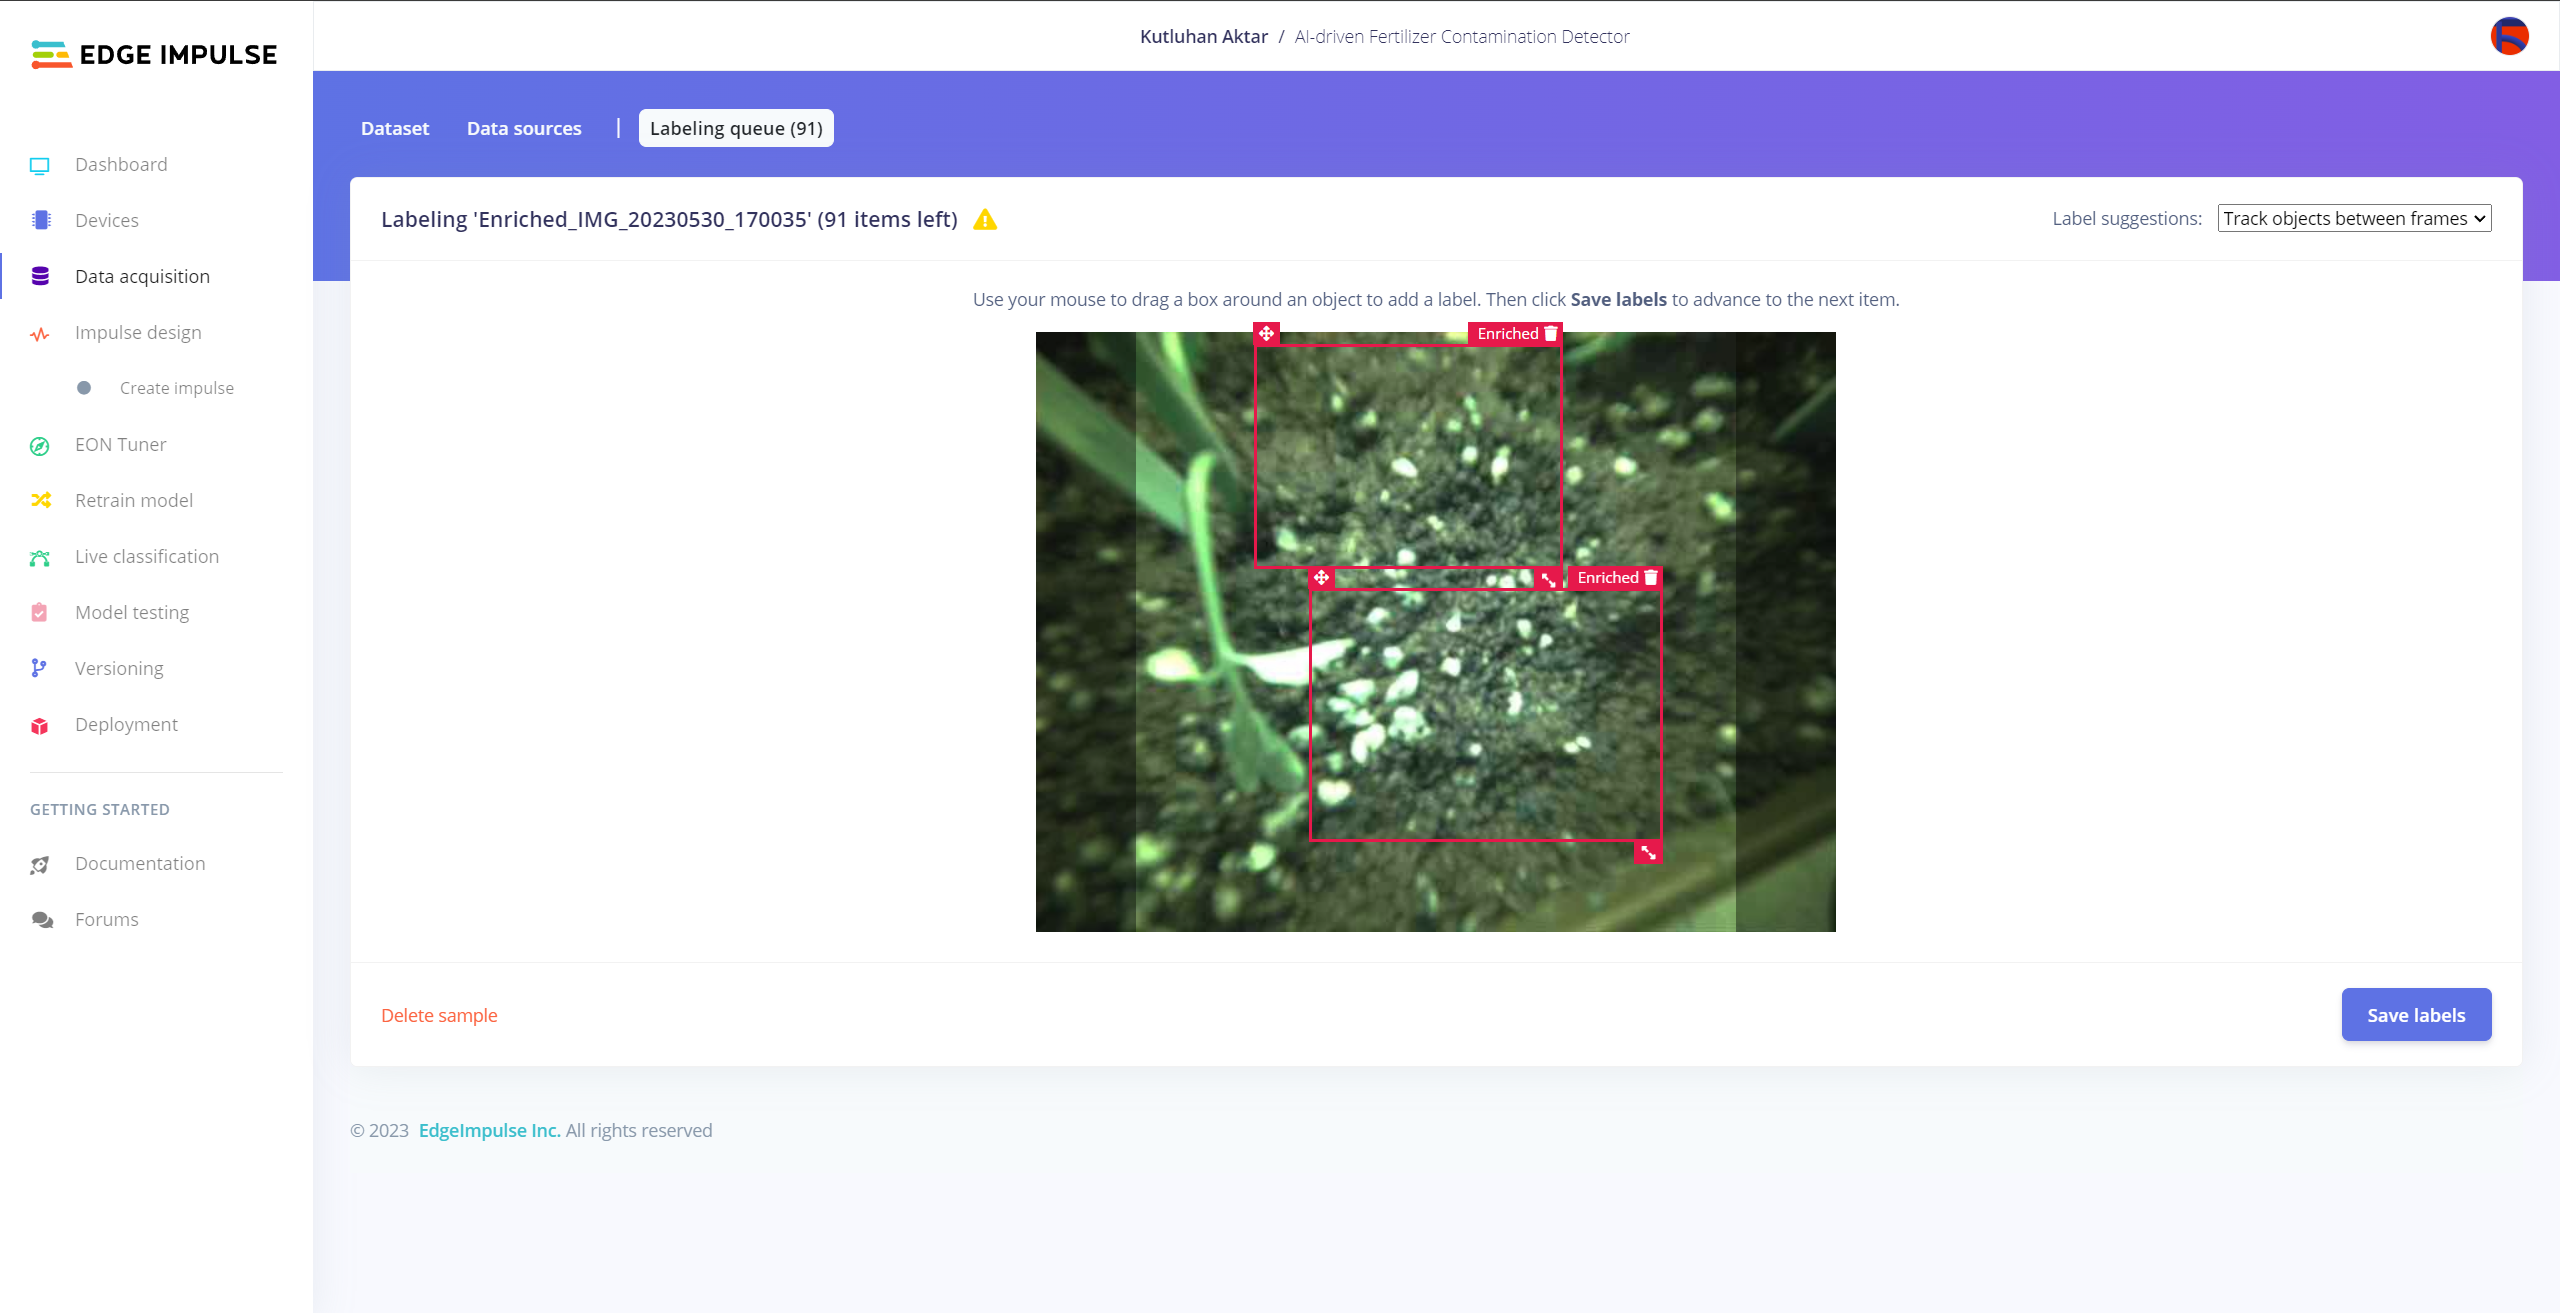 EDGE IMPULSE
Kutluhan Aktar / AI-driven Fertilizer Contamination Detector
Dataset Data sources | Labeling queue (91)
Dashboard
Devices
Data acquisition
Impulse design
Create impulse
EON Tuner
Retrain model
Live classification
Model testing
Versioning
Deployment
GETTING STARTED
Documentation
Forums
Labeling 'Enriched_IMG_20230530_170035' (91 items left)
Label suggestions: Track objects between frames
Use your mouse to drag a box around an object to add a label. Then click Save labels to advance to the next item.
Enriched
Enriched
Delete sample
Save labels
© 2023 EdgeImpulse Inc. All rights reserved